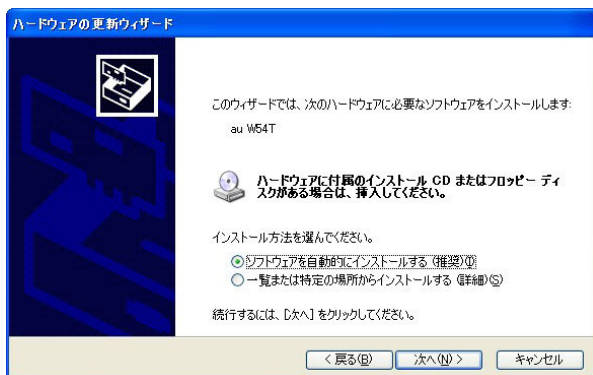 ハードウェアの更新ウィザード
このウィザードでは、次のハードウェアに必要なソフトウェアをインストールします:
au W54T
ハードウェアに付属のインストール CD またはフロッピー ディ
スクがある場合は、挿入してください。
インストール方法を選んでください。
ソフトウェアを自動的にインストールする (推奨)(I)
一覧または特定の場所からインストールする (詳細)(S)
続行するには、[次へ] をクリックしてください。
< 戻る(B) 次へ(N) > キャンセル